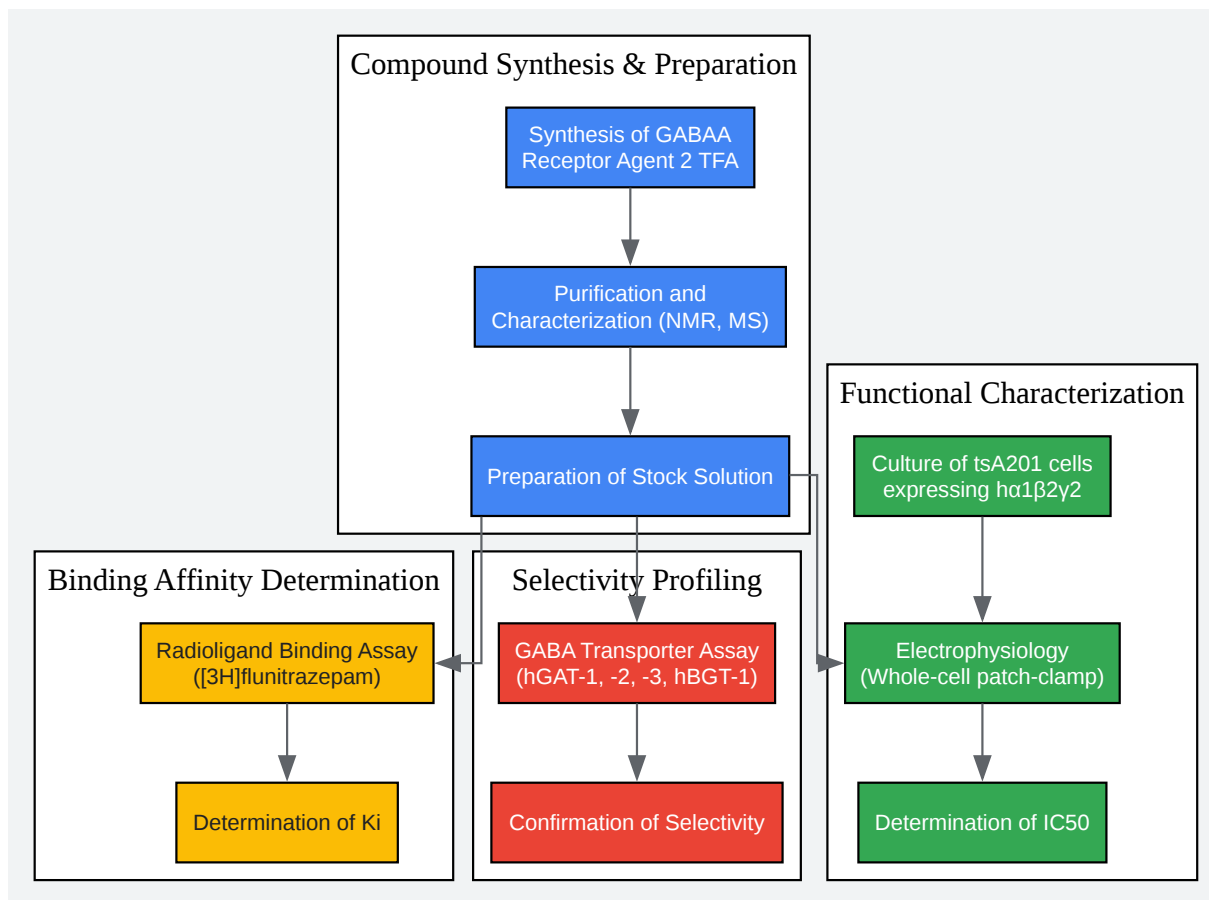 Compound Synthesis & Preparation
Synthesis of GABAA
Receptor Agent 2 TFA
Purification and
Characterization (NMR, MS)
Preparation of Stock Solution
Functional Characterization
Culture of tsA201 cells
expressing hα1β2γ2
Electrophysiology
(Whole-cell patch-clamp)
Determination of IC50
Binding Affinity Determination
Radioligand Binding Assay
([3H]flunitrazepam)
Determination of Ki
Selectivity Profiling
GABA Transporter Assay
(hGAT-1, -2, -3, hBGT-1)
Confirmation of Selectivity